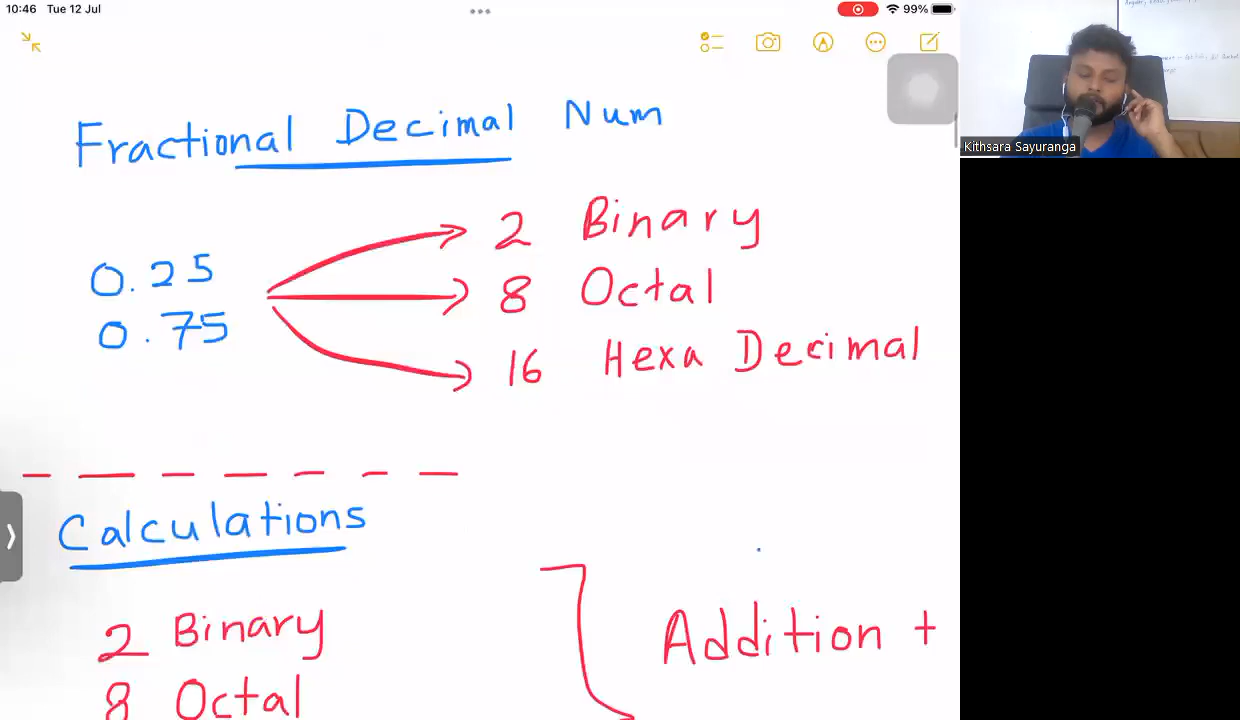 10:46 Tue 12 Jul
99%
Fractional Decimal Num
0.25
0.75
2 Binary
8 Octal
16 Hexa Decimal
Calculations
2 Binary
8 Octal
Addition +
Kithsara Sayuranga